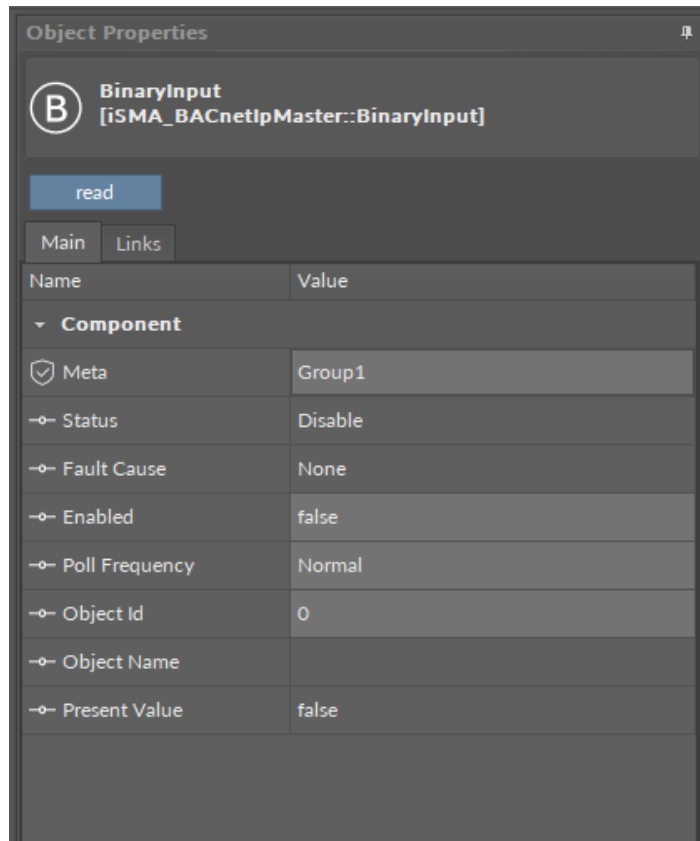 Object Properties
B
BinaryInput
[iSMA_BACnetIpMaster::BinaryInput]
read
Main Links
Name Value
Component
Meta Group1
Status Disable
Fault Cause None
Enabled false
Poll Frequency Normal
Object Id 0
Object Name
Present Value false